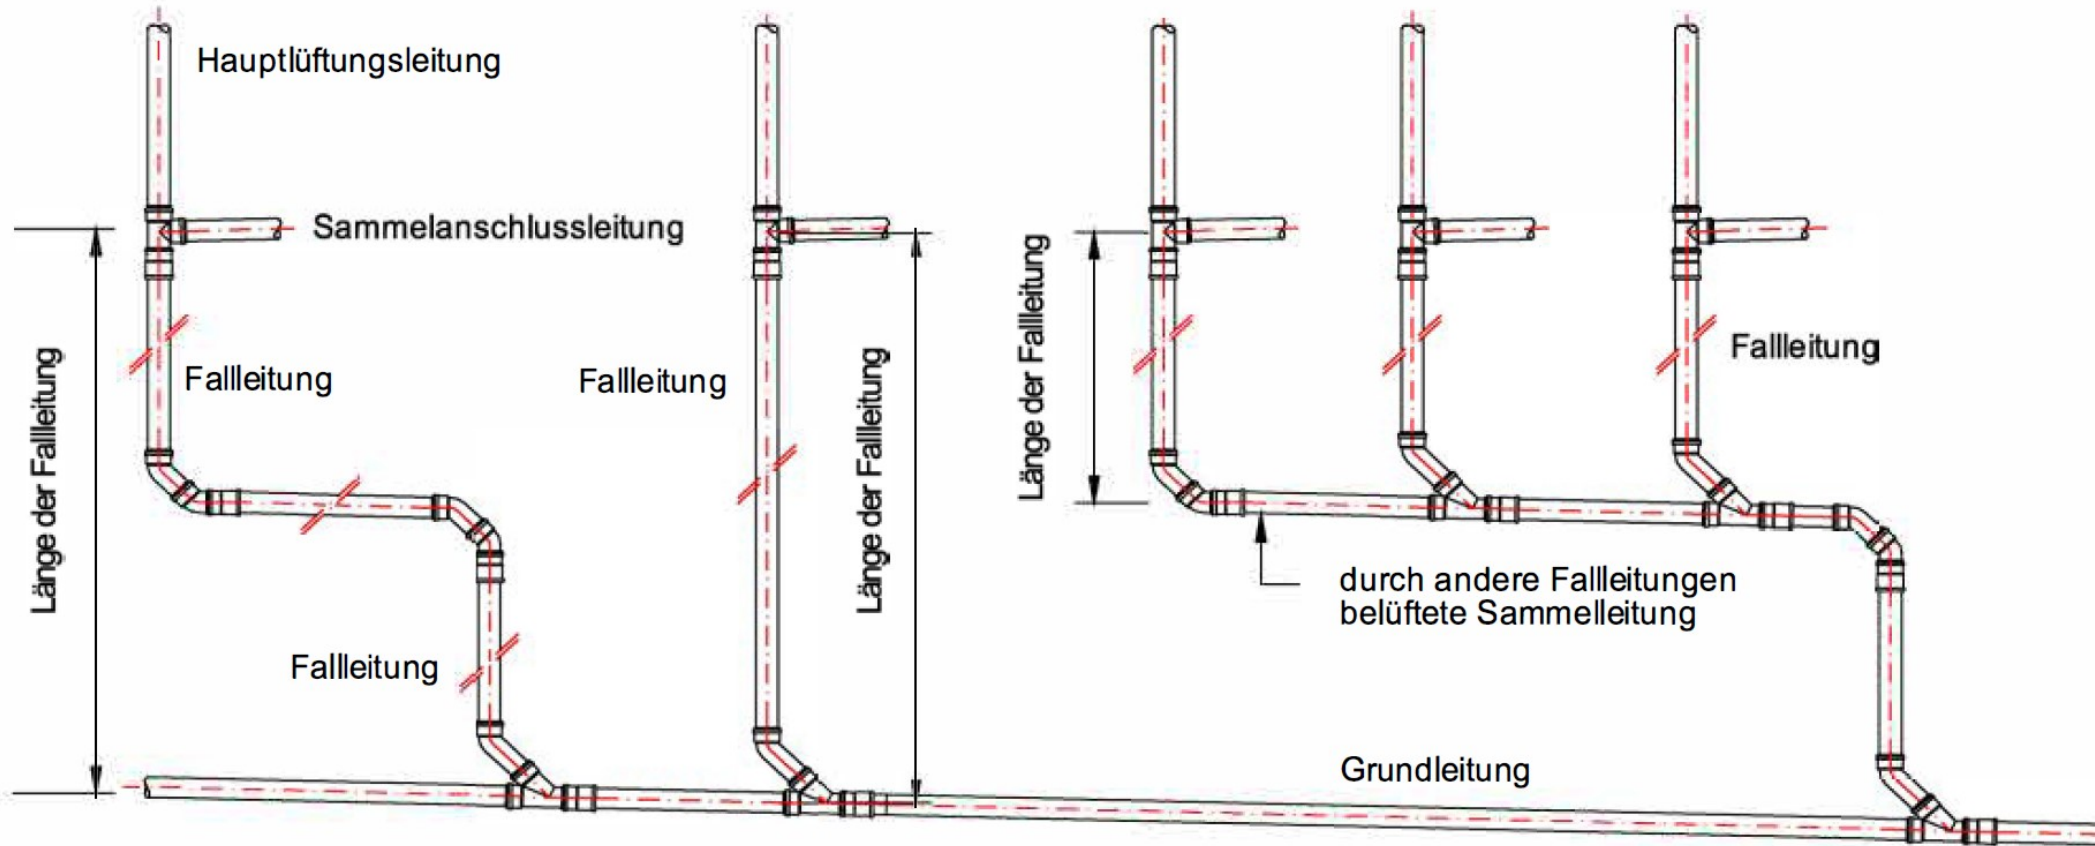 Hauptlüftungsleitung
Sammelanschlussleitung
Länge der Fallleitung
Fallleitung
Fallleitung
Fallleitung
Länge der Fallleitung
Länge der Fallleitung
Fallleitung
durch andere Fallleitungen
belüftete Sammelleitung
Grundleitung